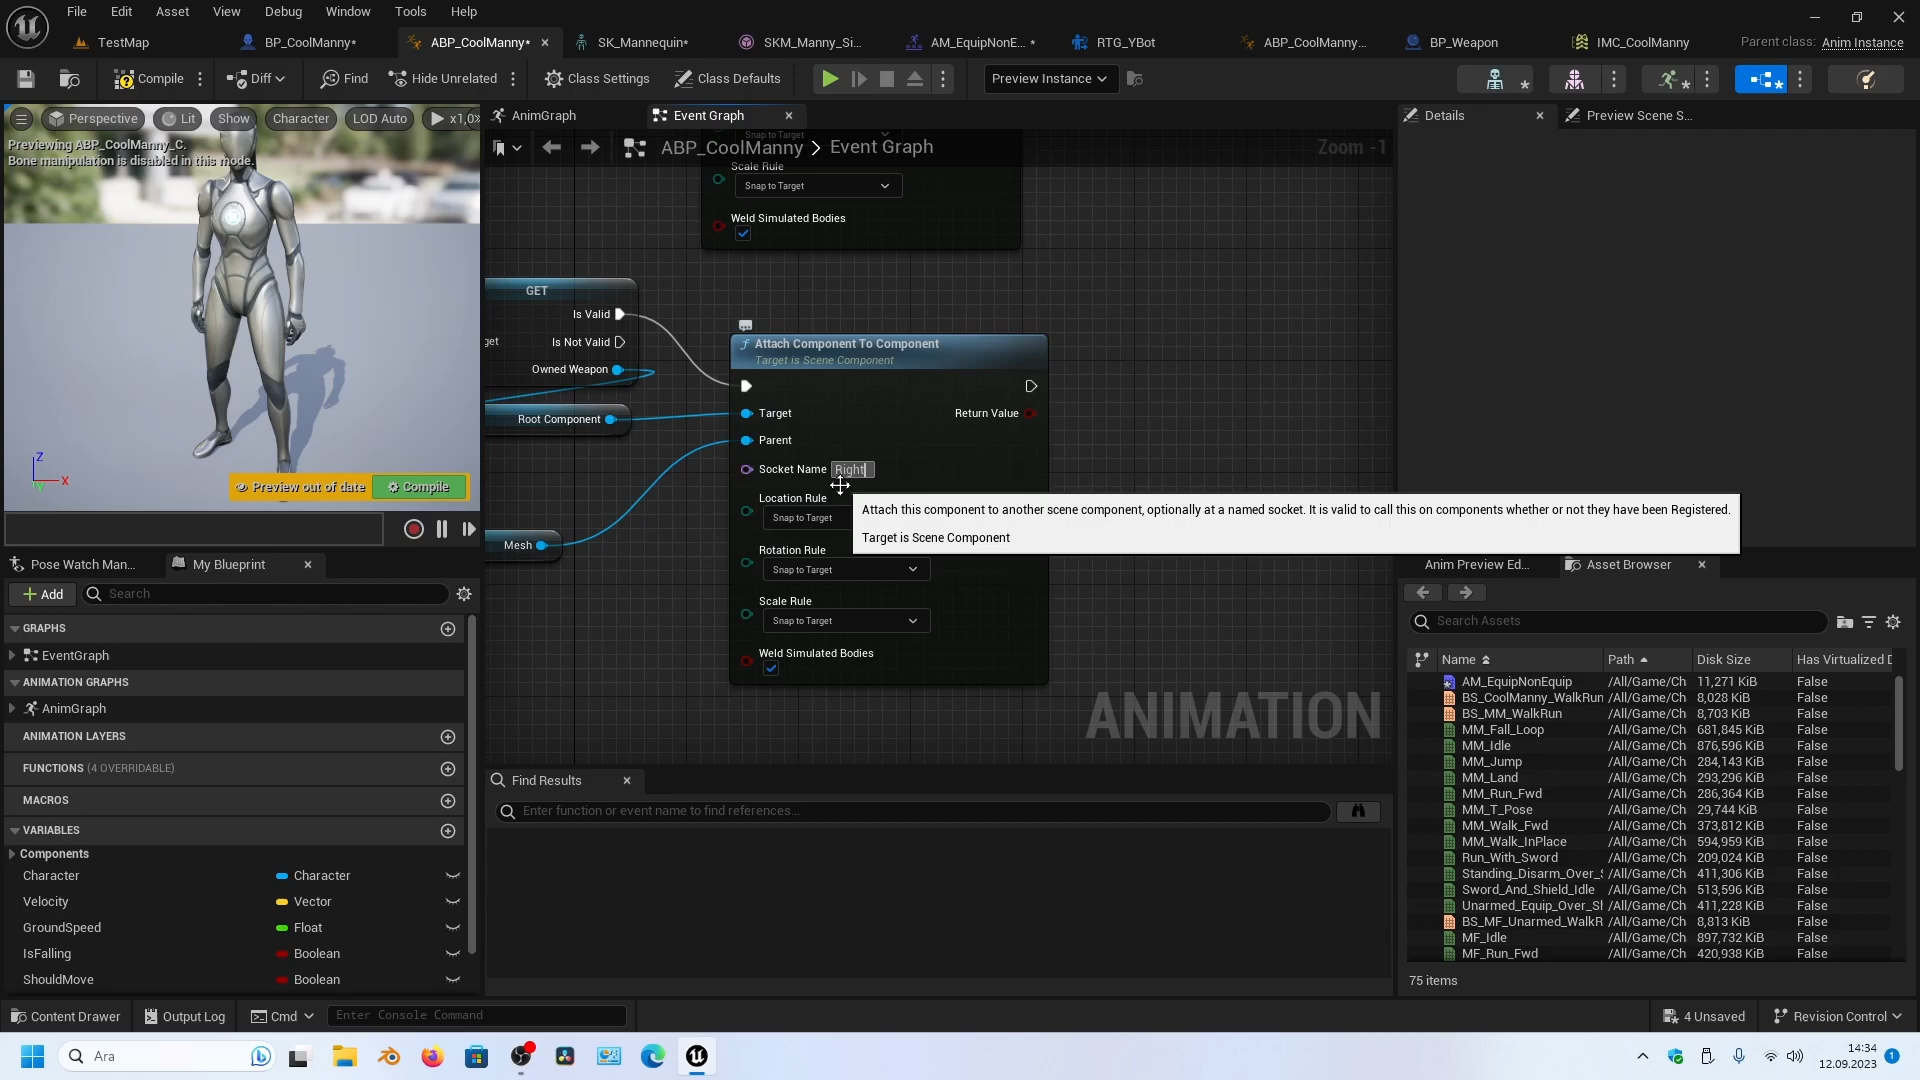 File Edit Asset View Debug Window Tools Help
TestMap BP_CoolManny* ABP_CoolManny* SK_Mannequin* SKM_Manny_Si... AM_EquipNonE... * RTG_YBot ABP_CoolManny... BP_Weapon IMC_CoolManny Parent class: Anim Instance
Compile Diff Find Hide Unrelated Class Settings Class Defaults Preview Instance
Perspective Lit Show Character LOD Auto x1,0
Previewing ABP_CoolManny_C.
Bone manipulation is disabled in this mode.
Z
X
Y
Preview out of date Compile
AnimGraph Event Graph
ABP_CoolManny > Event Graph Zoom -1
Snap to Target
Scale Rule
Snap to Target
Weld Simulated Bodies
GET
Is Valid
Is Not Valid
get
Owned Weapon
Root Component
Mesh
Attach Component To Component
Target is Scene Component
Target Return Value
Parent
Socket Name Right
Location Rule
Snap to Target
Rotation Rule
Snap to Target
Scale Rule
Snap to Target
Weld Simulated Bodies
Attach this component to another scene component, optionally at a named socket. It is valid to call this on components whether or not they have been Registered.
Target is Scene Component
ANIMATION
Find Results
Enter function or event name to find references...
Pose Watch Man... My Blueprint
Add Search
GRAPHS
EventGraph
ANIMATION GRAPHS
AnimGraph
ANIMATION LAYERS
FUNCTIONS (4 OVERRIDABLE)
MACROS
VARIABLES
Components
Character Character
Velocity Vector
GroundSpeed Float
IsFalling Boolean
ShouldMove Boolean
Details Preview Scene S...
Anim Preview Ed... Asset Browser
Search Assets
Name Path Disk Size Has Virtualized D
AM_EquipNonEquip /All/Game/Ch 11,271 KiB False
BS_CoolManny_WalkRun /All/Game/Ch 8,028 KiB False
BS_MM_WalkRun /All/Game/Ch 8,703 KiB False
MM_Fall_Loop /All/Game/Ch 681,845 KiB False
MM_Idle /All/Game/Ch 876,596 KiB False
MM_Jump /All/Game/Ch 284,143 KiB False
MM_Land /All/Game/Ch 293,296 KiB False
MM_Run_Fwd /All/Game/Ch 286,364 KiB False
MM_T_Pose /All/Game/Ch 29,744 KiB False
MM_Walk_Fwd /All/Game/Ch 373,812 KiB False
MM_Walk_InPlace /All/Game/Ch 594,959 KiB False
Run_With_Sword /All/Game/Ch 209,024 KiB False
Standing_Disarm_Over_S /All/Game/Ch 411,306 KiB False
Sword_And_Shield_Idle /All/Game/Ch 513,596 KiB False
Unarmed_Equip_Over_Sl /All/Game/Ch 411,228 KiB False
BS_MF_Unarmed_WalkR /All/Game/Ch 8,813 KiB False
MF_Idle /All/Game/Ch 897,732 KiB False
MF_Run_Fwd /All/Game/Ch 420,938 KiB False
75 items
Content Drawer Output Log Cmd Enter Console Command 4 Unsaved Revision Control
Ara
14:34
12.09.2023 1